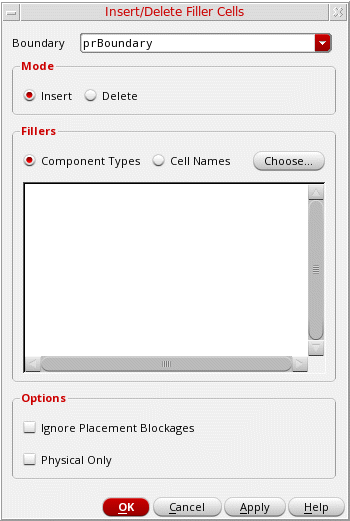 Insert/Delete Filler Cells
Boundary prBoundary
Mode
Insert Delete
Fillers
Component Types Cell Names Choose...
Options
Ignore Placement Blockages
Physical Only
OK Cancel Apply Help